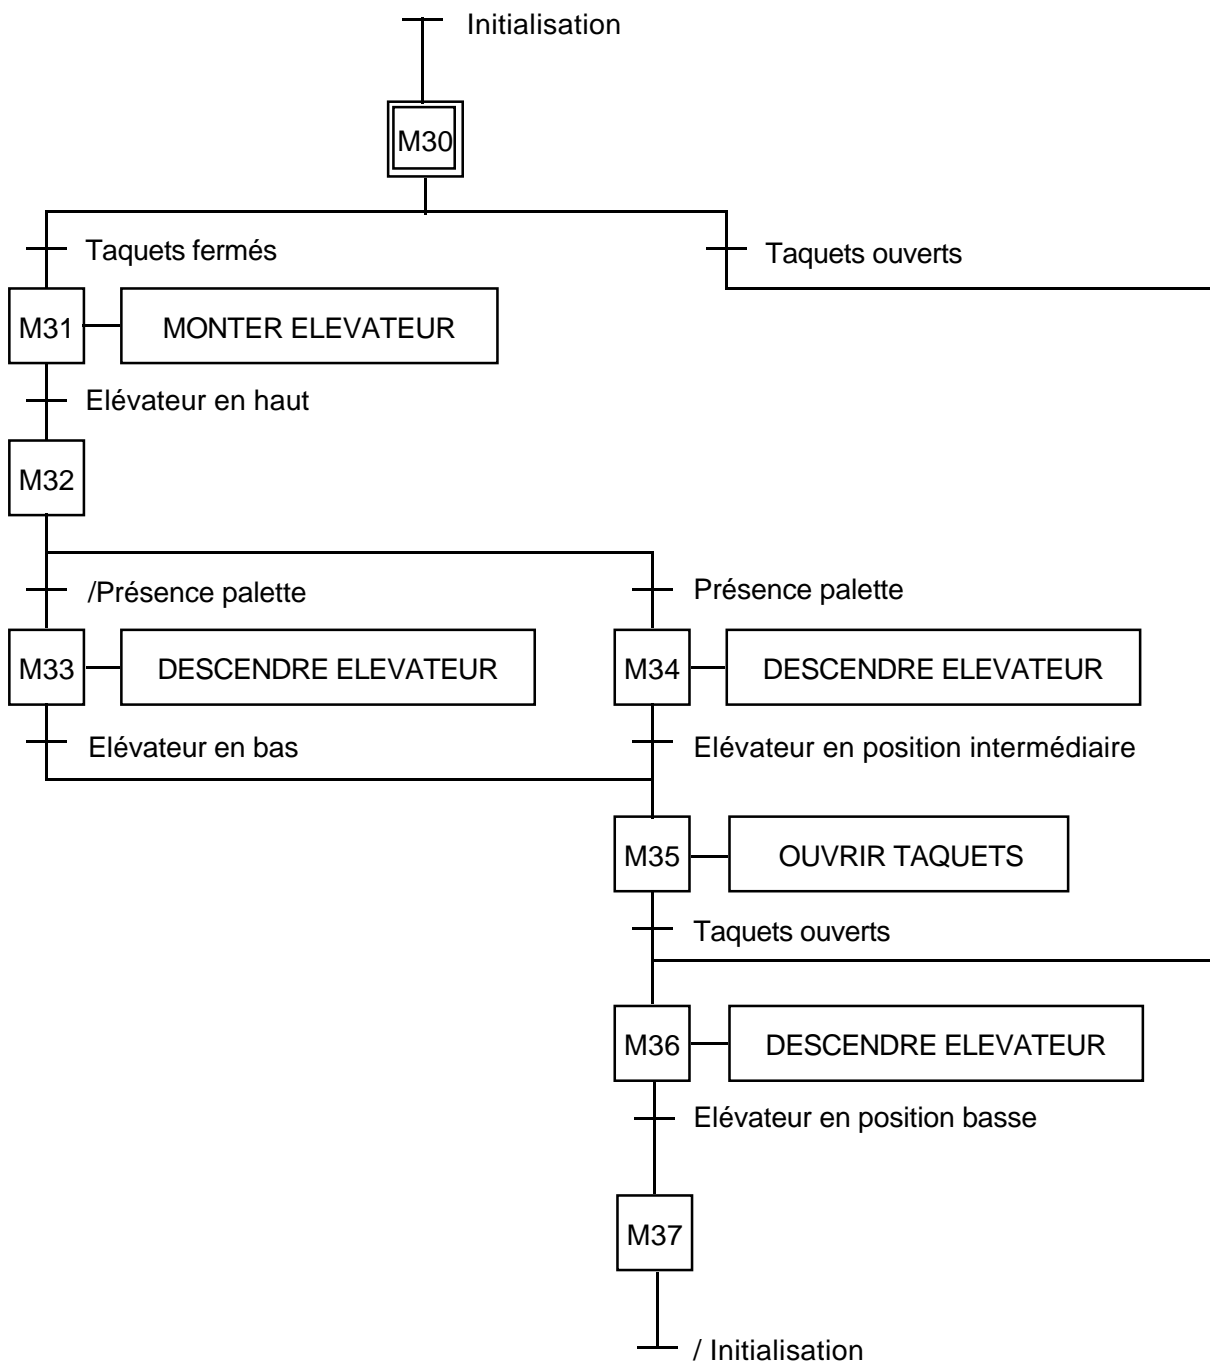 Initialisation
M30
Taquets fermés
Taquets ouverts
M31
MONTER ELEVATEUR
Elévateur en haut
M32
/Présence palette
Présence palette
M33
DESCENDRE ELEVATEUR
M34
DESCENDRE ELEVATEUR
Elévateur en bas
Elévateur en position intermédiaire
M35
OUVRIR TAQUETS
Taquets ouverts
M36
DESCENDRE ELEVATEUR
Elévateur en position basse
M37
/ Initialisation